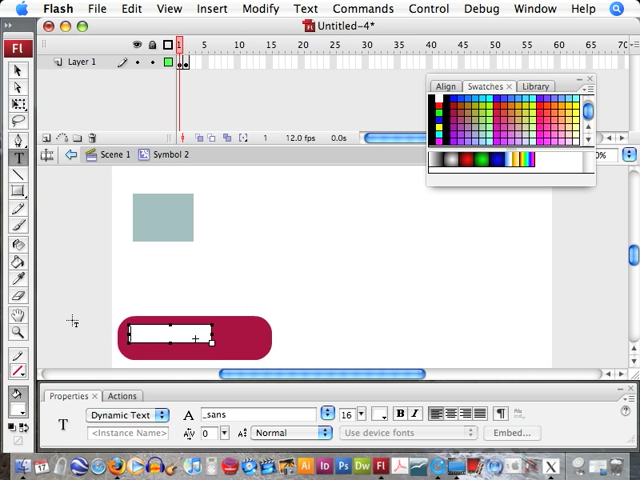 Flash File Edit View Insert Modify Text Commands Control Debug Window Help
Untitled-4*
1 5 10 15 20 25 30 35 40 45 50 55 60 65 70
Layer 1
Align Swatches Library
1 12.0 fps 0.0s
Scene 1 Symbol 2
Properties Actions
T Dynamic Text A _sans 16 B I ¶
<Instance Name> AV 0 Normal Use device fonts Embed...